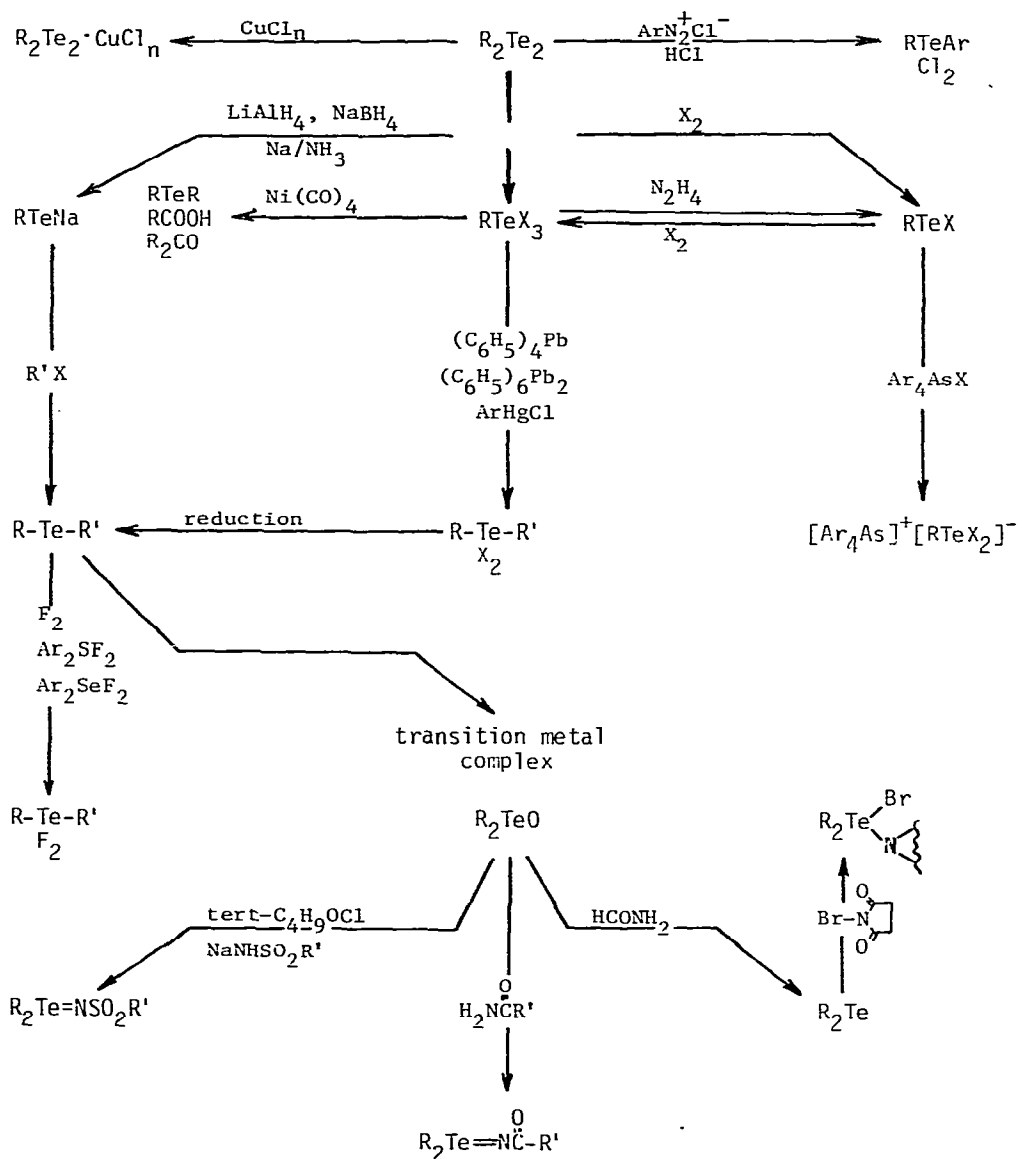 R2Te2·CuCln
CuCln
R2Te2
ArN2+Cl-
HCl
RTeAr
Cl2
LiAlH4, NaBH4
Na/NH3
X2
RTeNa
RTeR
RCOOH
R2CO
Ni(CO)4
RTeX3
N2H4
X2
RTeX
R'X
(C6H5)4Pb
(C6H5)6Pb2
ArHgCl
Ar4AsX
R-Te-R'
reduction
R-Te-R'
X2
[Ar4As]+[RTeX2]-
F2
Ar2SF2
Ar2SeF2
transition metal
complex
R-Te-R'
F2
R2TeO
Br
R2Te
N
tert-C4H9OCl
NaNHSO2R'
HCONH2
O
Br-N
O
R2Te=NSO2R'
O
H2NCR'
R2Te
O
R2Te=NC-R'